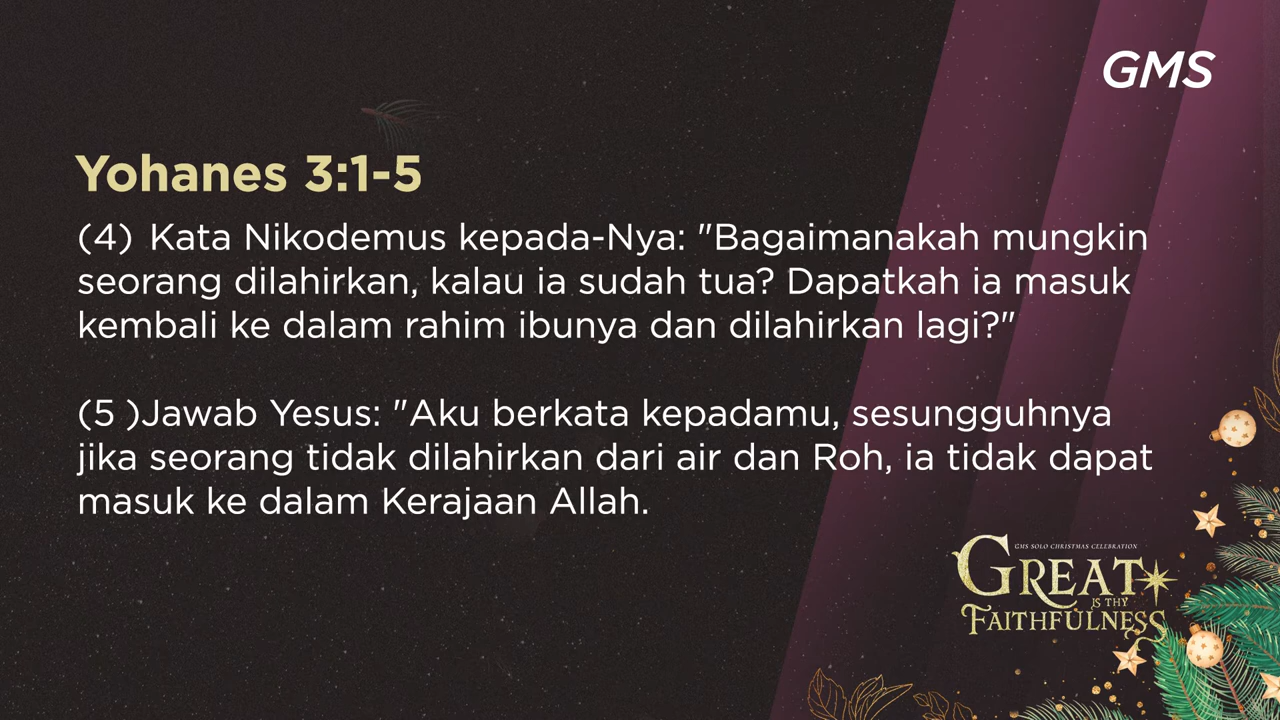 GMS
Yohanes 3:1-5
(4) Kata Nikodemus kepada-Nya: "Bagaimanakah mungkin
seorang dilahirkan, kalau ia sudah tua? Dapatkah ia masuk
kembali ke dalam rahim ibunya dan dilahirkan lagi?"
(5 )Jawab Yesus: "Aku berkata kepadamu, sesungguhnya
jika seorang tidak dilahirkan dari air dan Roh, ia tidak dapat
masuk ke dalam Kerajaan Allah.
GMS SOLO CHRISTMAS CELEBRATION
GREAT
IS THY
FAITHFULNESS